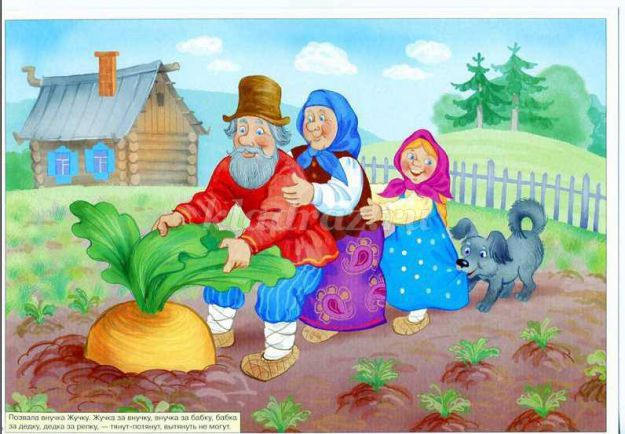 Позвала внучка Жучку. Жучка за внучку, внучка за бабку, бабка
за дедку, дедка за репку, — тянут-потянут, вытянуть не могут.